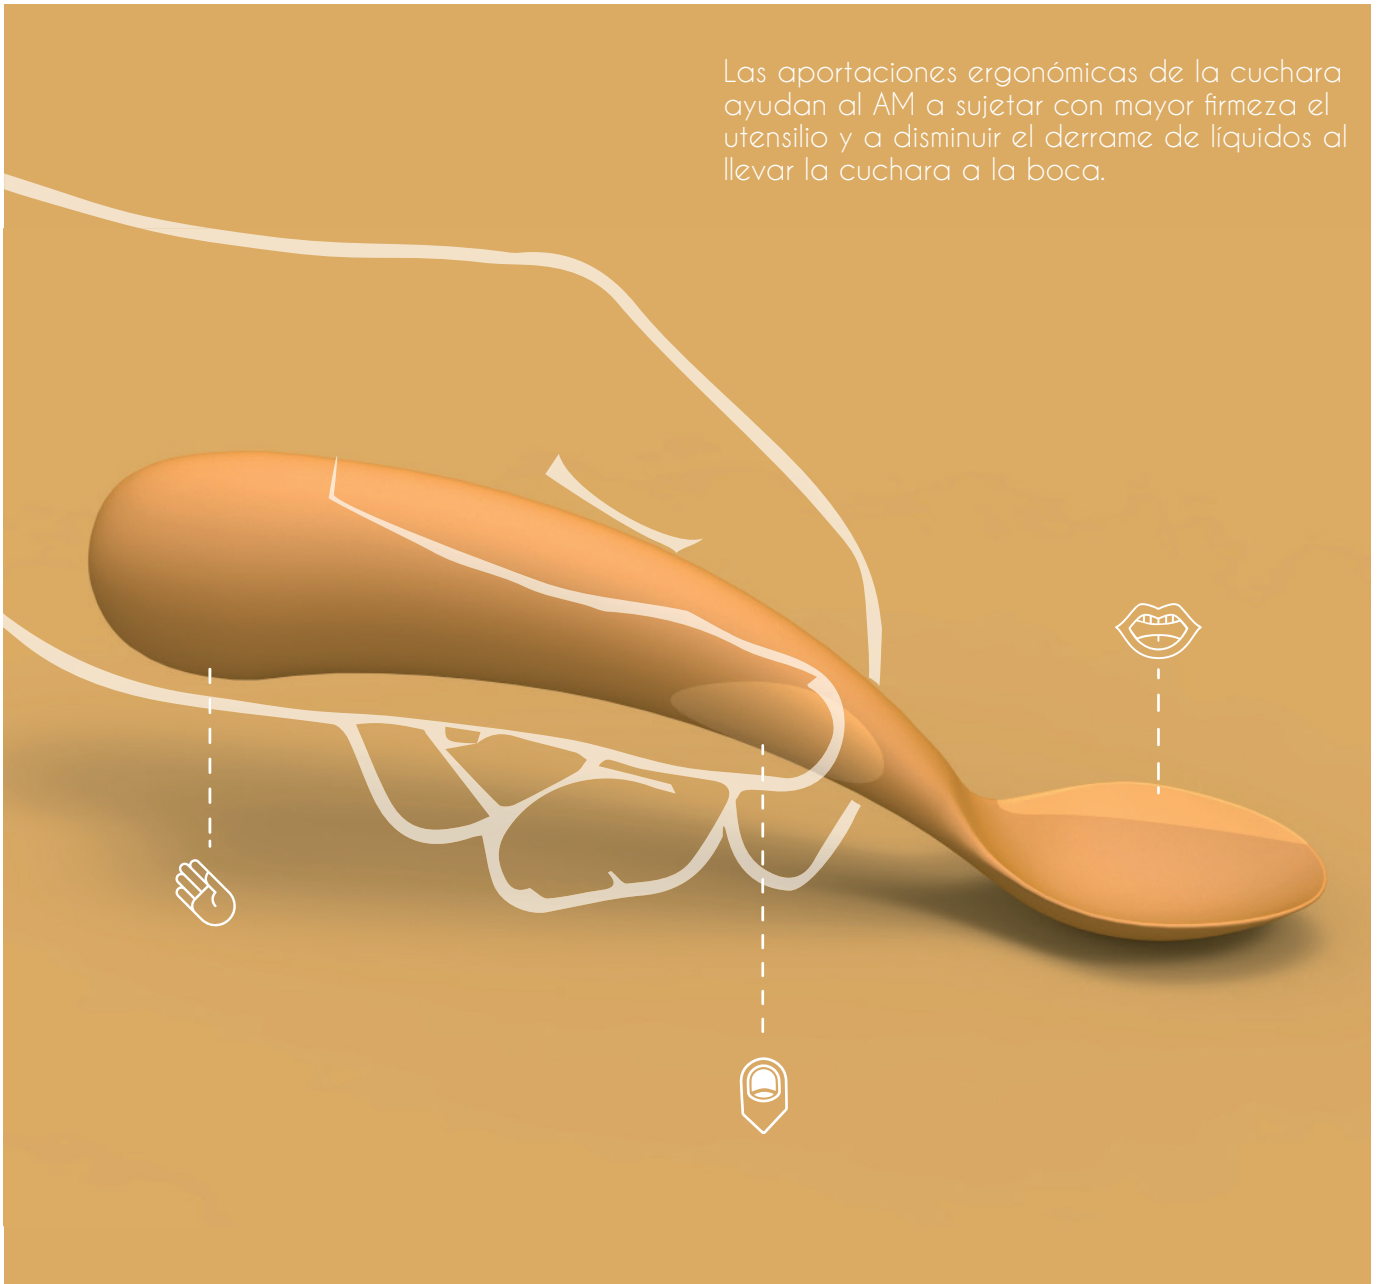 Las aportaciones ergonómicas de la cuchara
ayudan al AM a sujetar con mayor firmeza el
utensilio y a disminuir el derrame de líquidos al
llevar la cuchara a la boca.